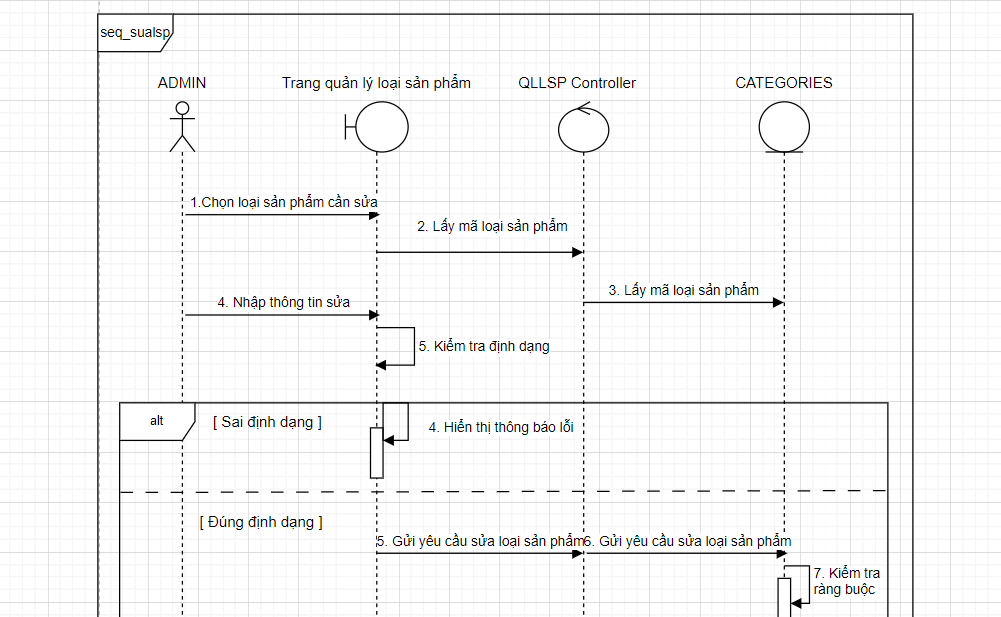 seq_sualsp
ADMIN
Trang quản lý loại sản phẩm
QLLSP Controller
CATEGORIES
1.Chọn loại sản phẩm cần sửa
2. Lấy mã loại sản phẩm
3. Lấy mã loại sản phẩm
4. Nhập thông tin sửa
5. Kiểm tra định dạng
alt
[ Sai định dạng ]
4. Hiển thị thông báo lỗi
[ Đúng định dạng ]
5. Gửi yêu cầu sửa loại sản phẩm
6. Gửi yêu cầu sửa loại sản phẩm
7. Kiểm tra
ràng buộc